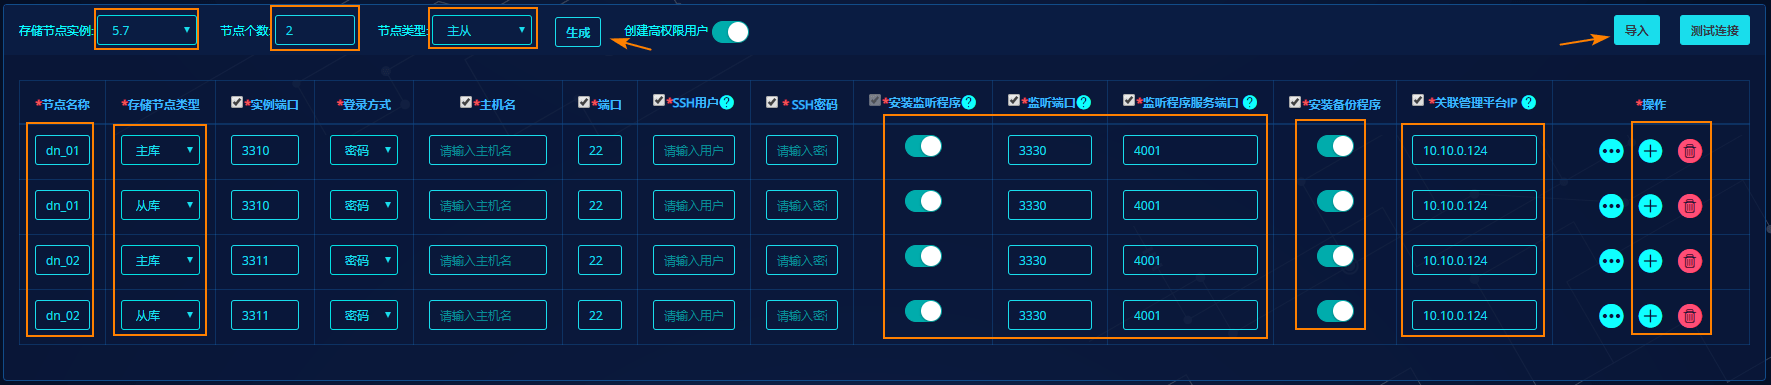 存储节点实例: 5.7 节点个数: 2 节点类型: 主从 生成 创建高权限用户 导入 测试连接
*节点名称 *存储节点类型 *实例端口 *登录方式 *主机名 *端口 *SSH用户? * SSH密码 *安装监听程序? *监听端口? *监听程序服务端口 ? *安装备份程序 *关联管理平台IP ? *操作
dn_01 主库 3310 密码 请输入主机名 22 请输入用户 请输入密 3330 4001 10.10.0.124
dn_01 从库 3310 密码 请输入主机名 22 请输入用户 请输入密 3330 4001 10.10.0.124
dn_02 主库 3311 密码 请输入主机名 22 请输入用户 请输入密 3330 4001 10.10.0.124
dn_02 从库 3311 密码 请输入主机名 22 请输入用户 请输入密 3330 4001 10.10.0.124